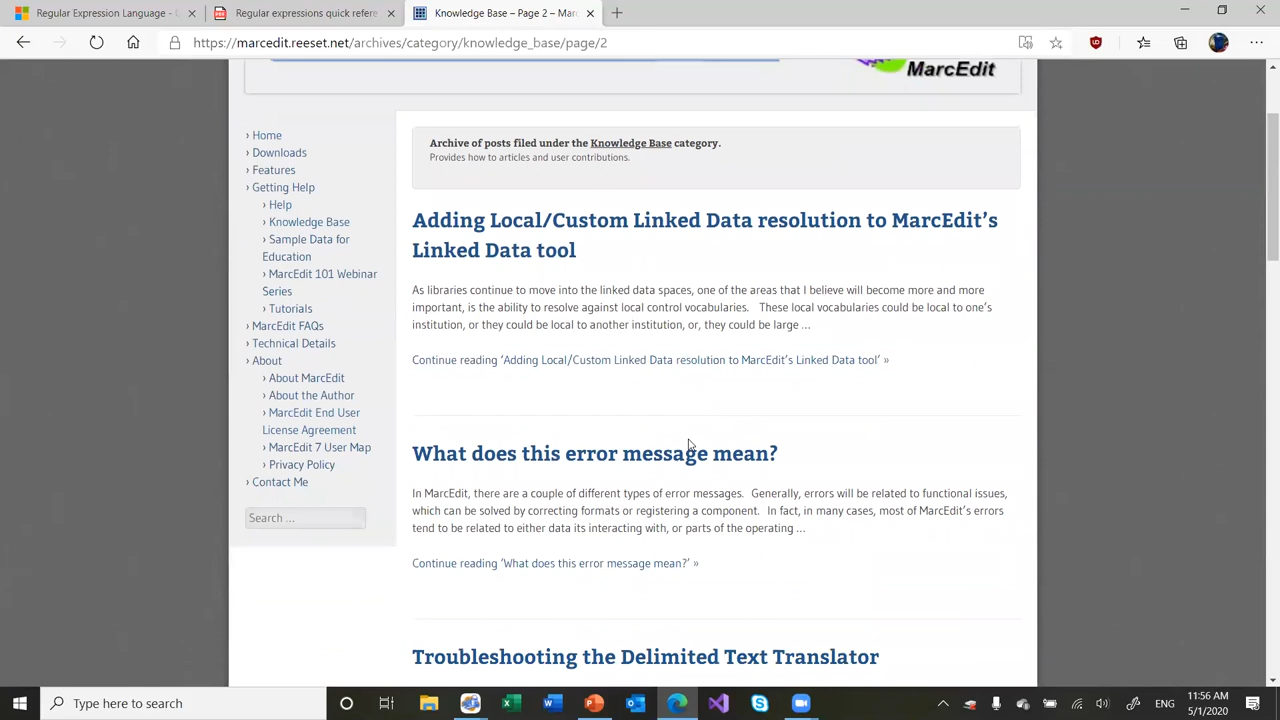 Regular Expression Language -
Regular expressions quick refere
Knowledge Base – Page 2 – Marc
https://marcedit.reeset.net/archives/category/knowledge_base/page/2
MarcEdit
› Home
› Downloads
› Features
› Getting Help
› Help
› Knowledge Base
› Sample Data for
Education
› MarcEdit 101 Webinar
Series
› Tutorials
› MarcEdit FAQs
› Technical Details
› About
› About MarcEdit
› About the Author
› MarcEdit End User
License Agreement
› MarcEdit 7 User Map
› Privacy Policy
› Contact Me
Search ...
Archive of posts filed under the Knowledge Base category.
Provides how to articles and user contributions.
Adding Local/Custom Linked Data resolution to MarcEdit’s
Linked Data tool
As libraries continue to move into the linked data spaces, one of the areas that I believe will become more and more
important, is the ability to resolve against local control vocabularies. These local vocabularies could be local to one’s
institution, or they could be local to another institution, or, they could be large ...
Continue reading ‘Adding Local/Custom Linked Data resolution to MarcEdit’s Linked Data tool’ »
What does this error message mean?
In MarcEdit, there are a couple of different types of error messages. Generally, errors will be related to functional issues,
which can be solved by correcting formats or registering a component. In fact, in many cases, most of MarcEdit’s errors
tend to be related to either data its interacting with, or parts of the operating ...
Continue reading ‘What does this error message mean?’ »
Troubleshooting the Delimited Text Translator
Type here to search
ENG
11:56 AM
5/1/2020